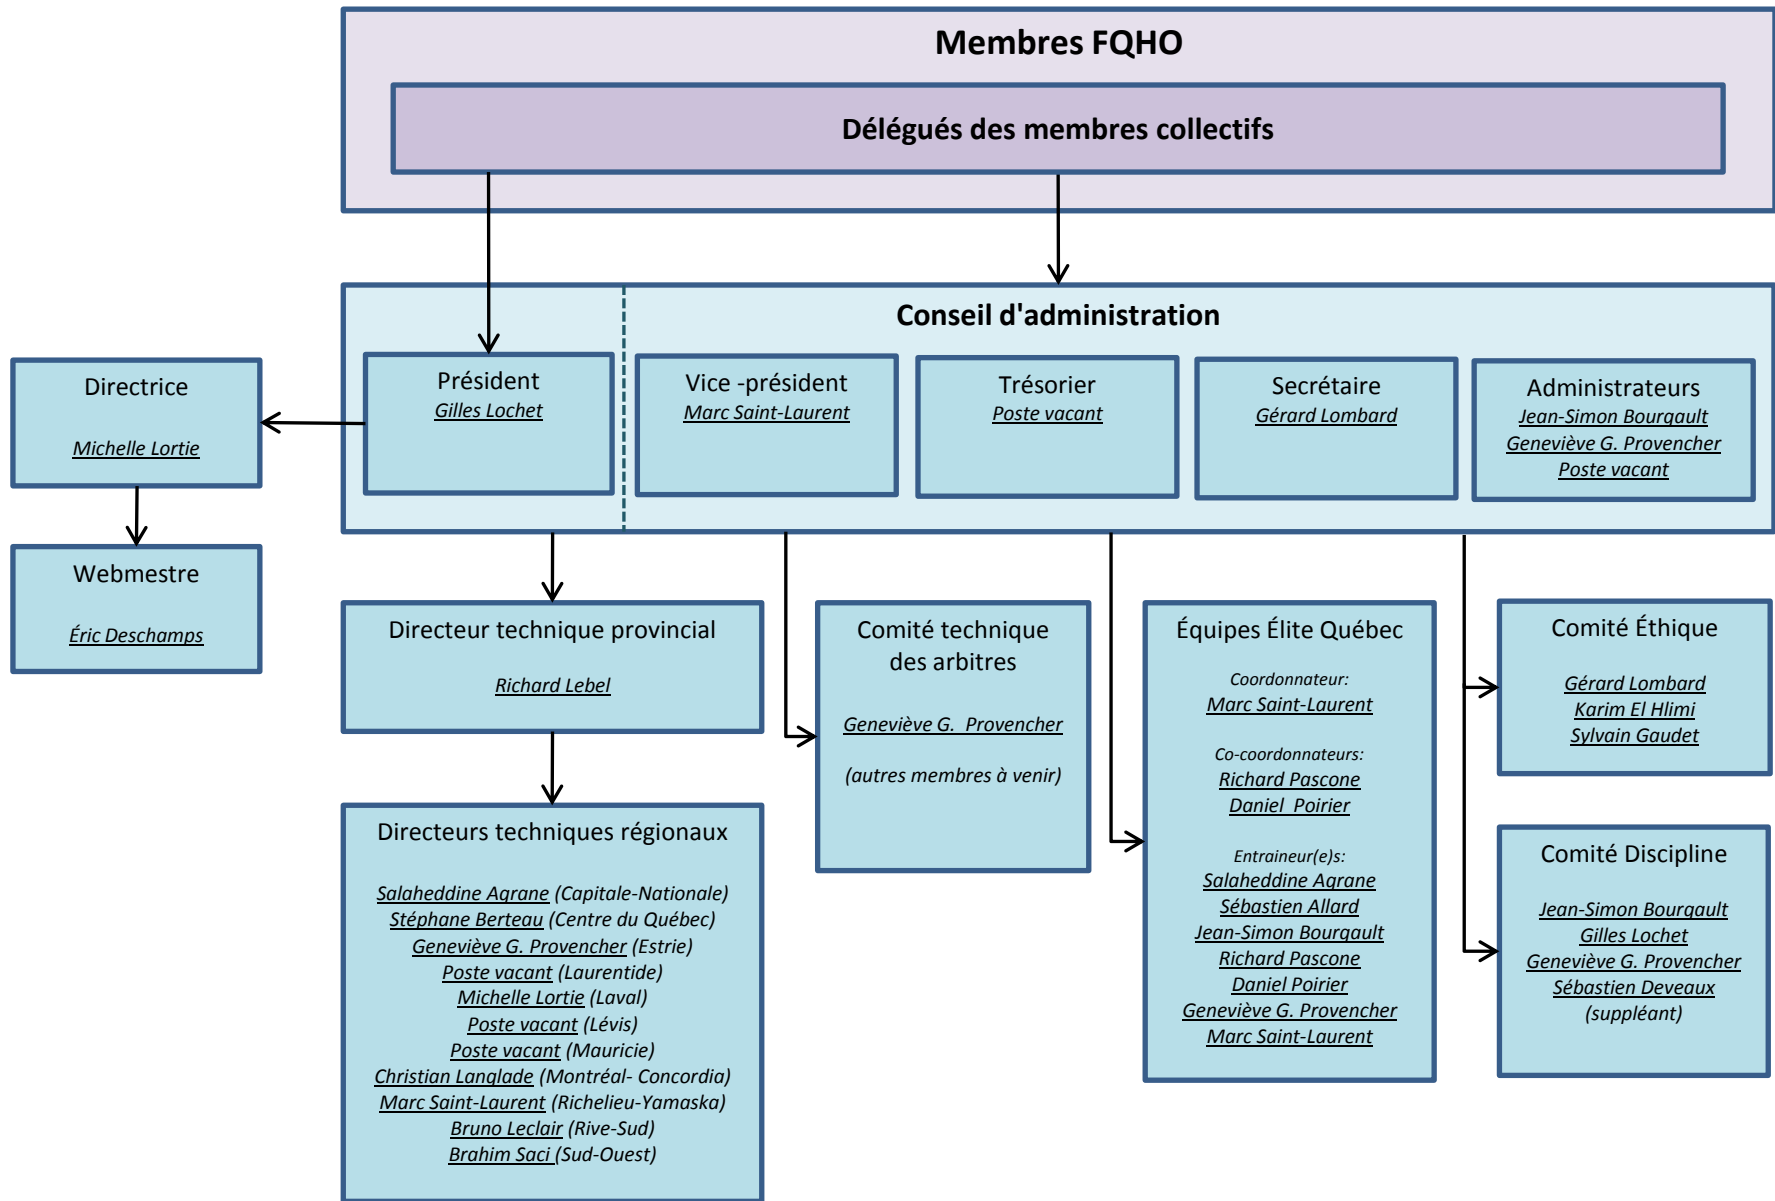 Membres FQHO
Délégués des membres collectifs
Conseil d'administration
Directrice
Michelle Lortie
Président
Gilles Lochet
Vice -président
Marc Saint-Laurent
Trésorier
Poste vacant
Secrétaire
Gérard Lombard
Administrateurs
Jean-Simon Bourgault
Geneviève G. Provencher
Poste vacant
Webmestre
Éric Deschamps
Directeur technique provincial
Richard Lebel
Directeurs techniques régionaux
Salaheddine Agrane (Capitale-Nationale)
Stéphane Berteau (Centre du Québec)
Geneviève G. Provencher (Estrie)
Poste vacant (Laurentide)
Michelle Lortie (Laval)
Poste vacant (Lévis)
Poste vacant (Mauricie)
Christian Langlade (Montréal- Concordia)
Marc Saint-Laurent (Richelieu-Yamaska)
Bruno Leclair (Rive-Sud)
Brahim Saci (Sud-Ouest)
Comité technique
des arbitres
Geneviève G. Provencher
(autres membres à venir)
Équipes Élite Québec
Coordonnateur:
Marc Saint-Laurent
Co-coordonnateurs:
Richard Pascone
Daniel Poirier
Entraineur(e)s:
Salaheddine Agrane
Sébastien Allard
Jean-Simon Bourgault
Richard Pascone
Daniel Poirier
Geneviève G. Provencher
Marc Saint-Laurent
Comité Éthique
Gérard Lombard
Karim El Hlimi
Sylvain Gaudet
Comité Discipline
Jean-Simon Bourgault
Gilles Lochet
Geneviève G. Provencher
Sébastien Deveaux
(suppléant)